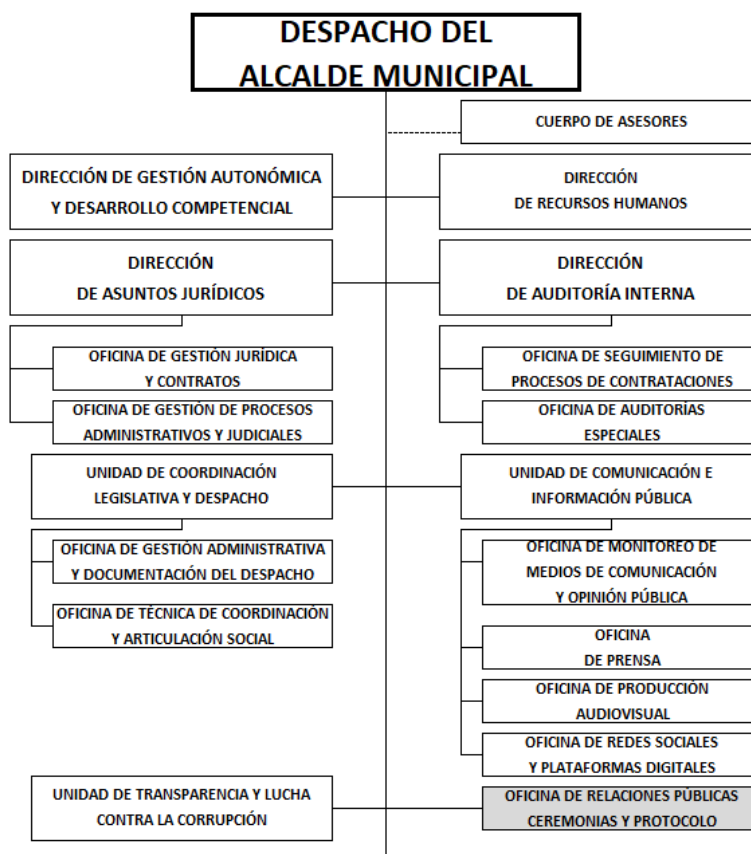 DESPACHO DEL
ALCALDE MUNICIPAL
CUERPO DE ASESORES
DIRECCIÓN DE GESTIÓN AUTONÓMICA
Y DESARROLLO COMPETENCIAL
DIRECCIÓN
DE RECURSOS HUMANOS
DIRECCIÓN
DE ASUNTOS JURÍDICOS
DIRECCIÓN
DE AUDITORÍA INTERNA
OFICINA DE GESTIÓN JURÍDICA
Y CONTRATOS
OFICINA DE SEGUIMIENTO DE
PROCESOS DE CONTRATACIONES
OFICINA DE GESTIÓN DE PROCESOS
ADMINISTRATIVOS Y JUDICIALES
OFICINA DE AUDITORÍAS
ESPECIALES
UNIDAD DE COORDINACIÓN
LEGISLATIVA Y DESPACHO
UNIDAD DE COMUNICACIÓN E
INFORMACIÓN PÚBLICA
OFICINA DE GESTIÓN ADMINISTRATIVA
Y DOCUMENTACIÓN DEL DESPACHO
OFICINA DE MONITOREO DE
MEDIOS DE COMUNICACIÓN
Y OPINIÓN PÚBLICA
OFICINA DE TÉCNICA DE COORDINACIÓN
Y ARTICULACIÓN SOCIAL
OFICINA
DE PRENSA
OFICINA DE PRODUCCIÓN
AUDIOVISUAL
OFICINA DE REDES SOCIALES
Y PLATAFORMAS DIGITALES
UNIDAD DE TRANSPARENCIA Y LUCHA
CONTRA LA CORRUPCIÓN
OFICINA DE RELACIONES PÚBLICAS
CEREMONIAS Y PROTOCOLO